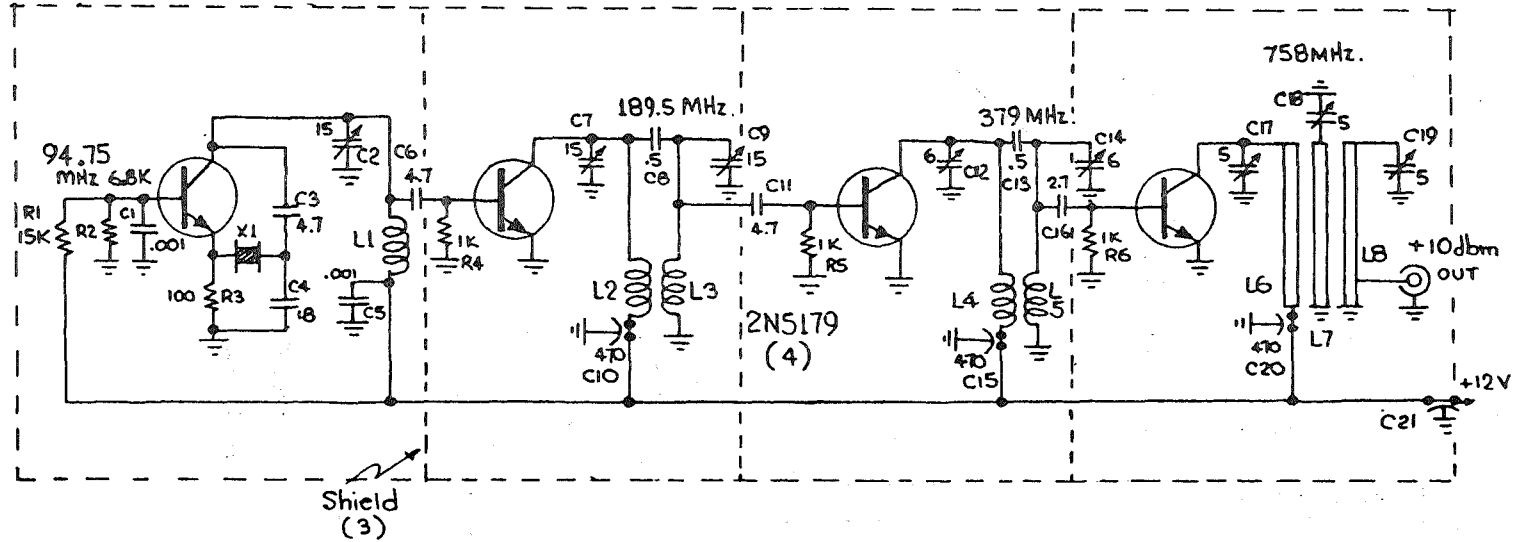 758MHZ.
189.5 MHZ.
379 MHZ.
94.75
MHZ 6.8K
R1
15K
R2
C1
.001
X1
100
R3
C3
4.7
C4
18
15
C2
C6
4.7
L1
.001
C5
1K
R4
C7
15
.5
C8
C9
15
L2
L3
470
C10
C11
4.7
2N5179
(4)
1K
R5
6
C12
.5
C13
C14
6
2.7
C16
1K
R6
L4
L5
470
C15
C17
5
C18
5
C19
5
L6
L7
L8
470
C20
+10dbm
OUT
+12V
C21
Shield
(3)